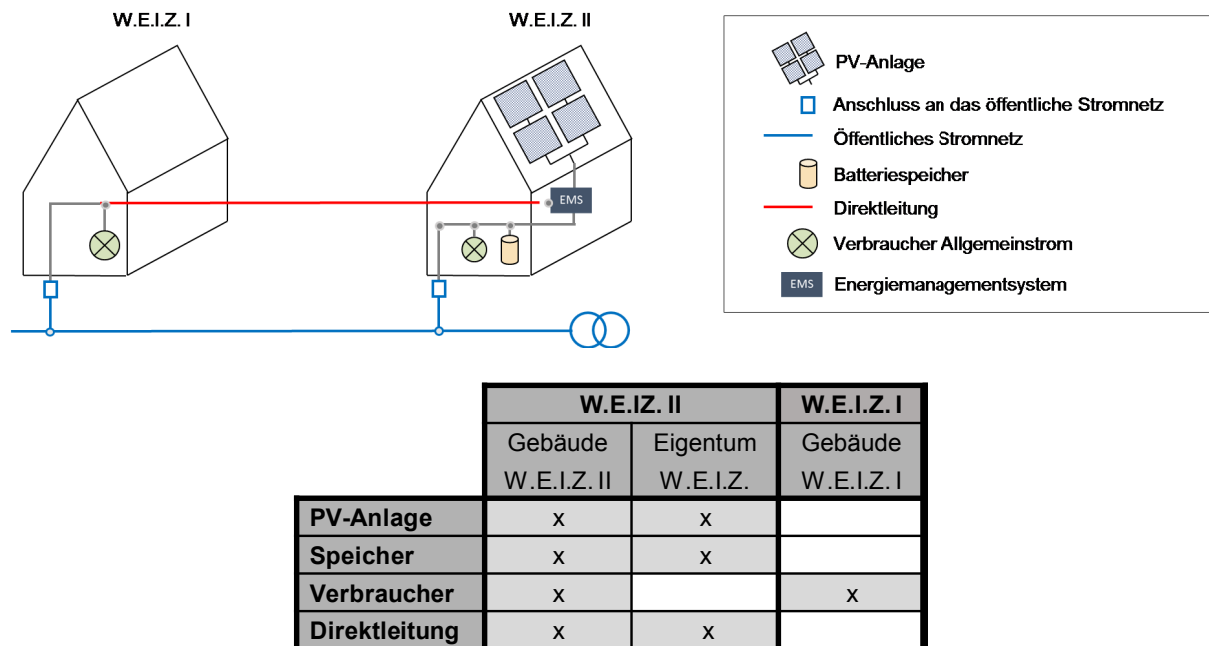 W.E.I.Z. I
W.E.I.Z. II
EMS
PV-Anlage
Anschluss an das öffentliche Stromnetz
Öffentliches Stromnetz
Batteriespeicher
Direktleitung
Verbraucher Allgemeinstrom
EMS Energiemanagementsystem
W.E.IZ. II W.E.I.Z. I
Gebäude Eigentum Gebäude
W.E.I.Z. II W.E.I.Z. W.E.I.Z. I
PV-Anlage x x
Speicher x x
Verbraucher x x
Direktleitung x x